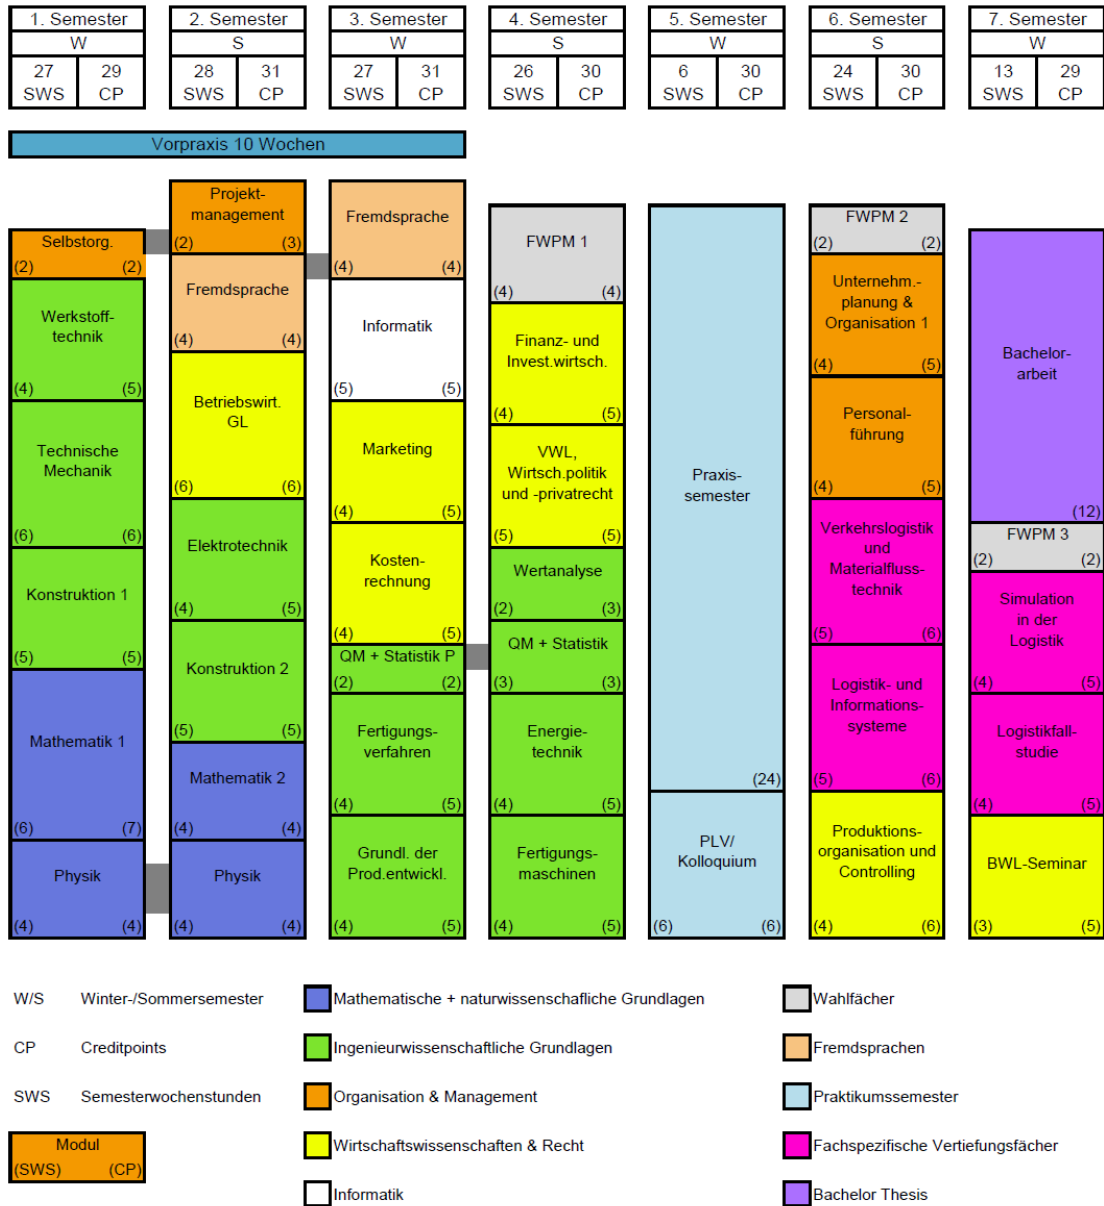 1. Semester
W
27 29
SWS CP
2. Semester
S
28 31
SWS CP
3. Semester
W
27 31
SWS CP
4. Semester
S
26 30
SWS CP
5. Semester
W
6 30
SWS CP
6. Semester
S
24 30
SWS CP
7. Semester
W
13 29
SWS CP
Vorpraxis 10 Wochen
Selbstorg.
(2) (2)
Werkstoff-
technik
(4) (5)
Technische
Mechanik
(6) (6)
Konstruktion 1
(5) (5)
Mathematik 1
(6) (7)
Physik
(4) (4)
Projekt-
management
(2) (3)
Fremdsprache
(4) (4)
Betriebswirt.
GL
(6) (6)
Elektrotechnik
(4) (5)
Konstruktion 2
(5) (5)
Mathematik 2
(4) (4)
Physik
(4) (4)
Fremdsprache
(4) (4)
Informatik
(5) (5)
Marketing
(4) (5)
Kosten-
rechnung
(4) (5)
QM + Statistik P
(2) (2)
Fertigungs-
verfahren
(4) (5)
Grundl. der
Prod.entwickl.
(4) (5)
FWPM 1
(4) (4)
Finanz- und
Invest.wirtsch.
(4) (5)
VWL,
Wirtsch.politik
und -privatrecht
(5) (5)
Wertanalyse
(2) (3)
QM + Statistik
(3) (3)
Energie-
technik
(4) (5)
Fertigungs-
maschinen
(4) (5)
Praxis-
semester
(24)
PLV/
Kolloquium
(6) (6)
FWPM 2
(2) (2)
Unternehm.-
planung &
Organisation 1
(4) (5)
Personal-
führung
(4) (5)
Verkehrslogistik
und
Materialfluss-
technik
(5) (6)
Logistik- und
Informations-
systeme
(5) (6)
Produktions-
organisation und
Controlling
(4) (6)
Bachelor-
arbeit
(12)
FWPM 3
(2) (2)
Simulation
in der
Logistik
(4) (5)
Logistikfall-
studie
(4) (5)
BWL-Seminar
(3) (5)
W/S Winter-/Sommersemester
CP Creditpoints
SWS Semesterwochenstunden
Modul
(SWS) (CP)
Mathematische + naturwissenschafliche Grundlagen
Ingenieurwissenschaftliche Grundlagen
Organisation & Management
Wirtschaftswissenschaften & Recht
Informatik
Wahlfächer
Fremdsprachen
Praktikumssemester
Fachspezifische Vertiefungsfächer
Bachelor Thesis